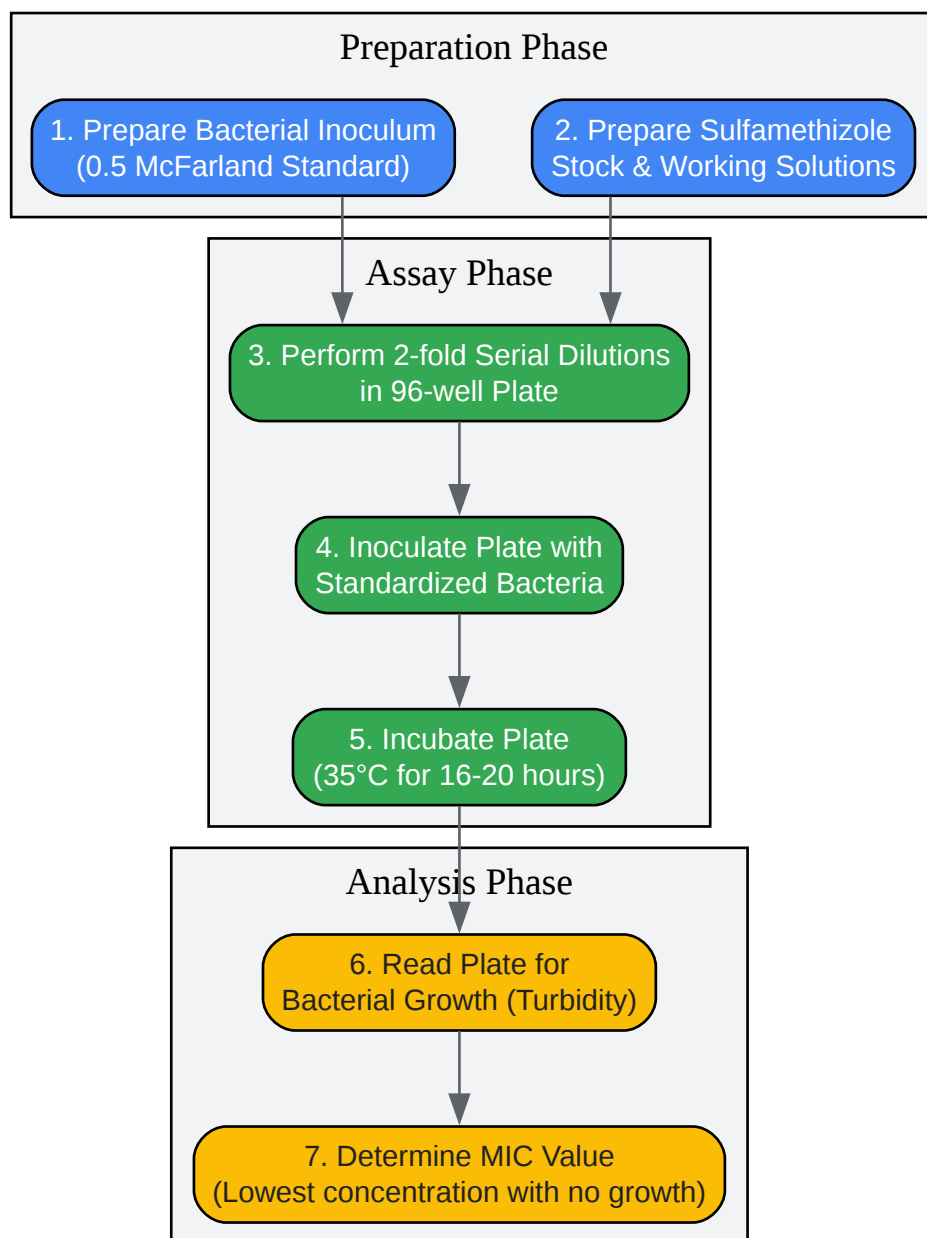 Preparation Phase
1. Prepare Bacterial Inoculum
(0.5 McFarland Standard)
2. Prepare Sulfamethizole
Stock & Working Solutions
Assay Phase
3. Perform 2-fold Serial Dilutions
in 96-well Plate
4. Inoculate Plate with
Standardized Bacteria
5. Incubate Plate
(35°C for 16-20 hours)
Analysis Phase
6. Read Plate for
Bacterial Growth (Turbidity)
7. Determine MIC Value
(Lowest concentration with no growth)